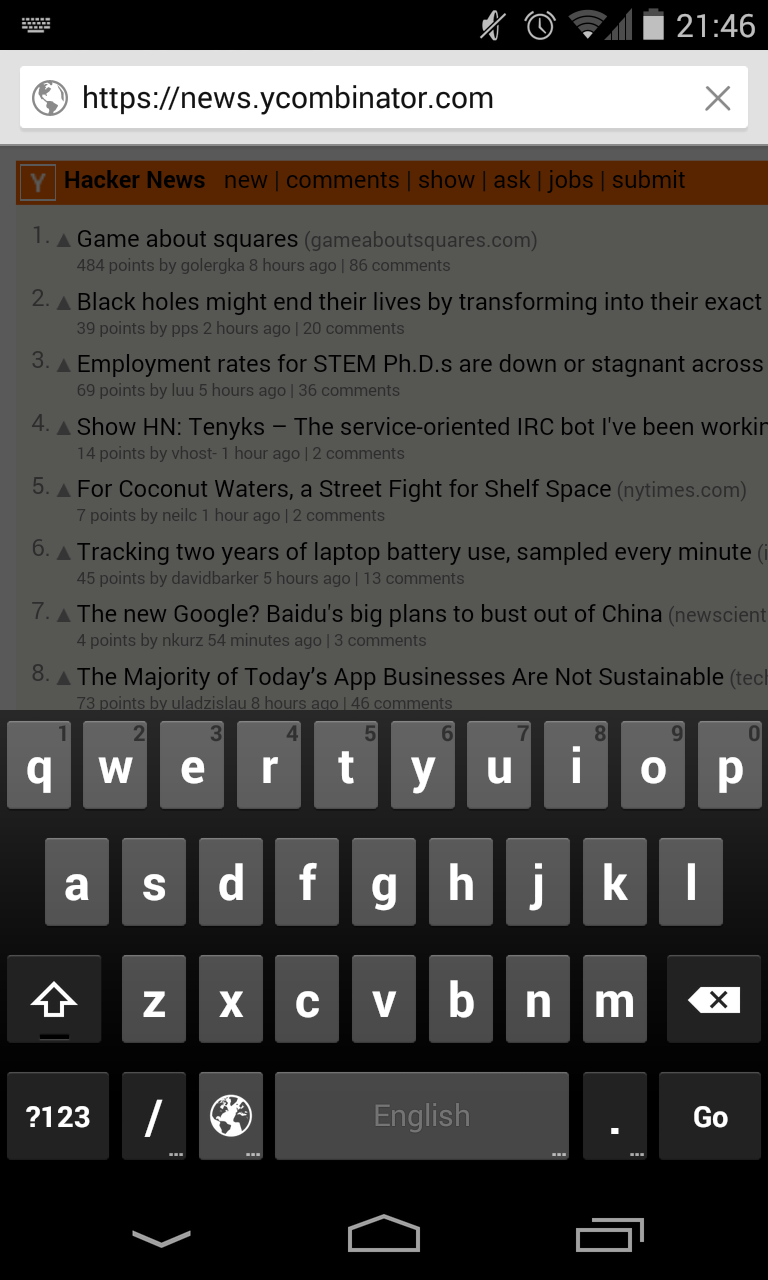 21:46
https://news.ycombinator.com
Y Hacker News new | comments | show | ask | jobs | submit
1. Game about squares (gameaboutsquares.com)
484 points by golergka 8 hours ago | 86 comments
2. Black holes might end their lives by transforming into their exact
39 points by pps 2 hours ago | 20 comments
3. Employment rates for STEM Ph.D.s are down or stagnant across
69 points by luu 5 hours ago | 36 comments
4. Show HN: Tenyks – The service-oriented IRC bot I've been workin
14 points by vhost- 1 hour ago | 2 comments
5. For Coconut Waters, a Street Fight for Shelf Space (nytimes.com)
7 points by neilc 1 hour ago | 2 comments
6. Tracking two years of laptop battery use, sampled every minute (i
45 points by davidbarker 5 hours ago | 13 comments
7. The new Google? Baidu's big plans to bust out of China (newscient
4 points by nkurz 54 minutes ago | 3 comments
8. The Majority of Today’s App Businesses Are Not Sustainable (tech
73 points by uladzislau 8 hours ago | 46 comments
1 2 3 4 5 6 7 8 9 0
q w e r t y u i o p
a s d f g h j k l
z x c v b n m
?123 / English . Go